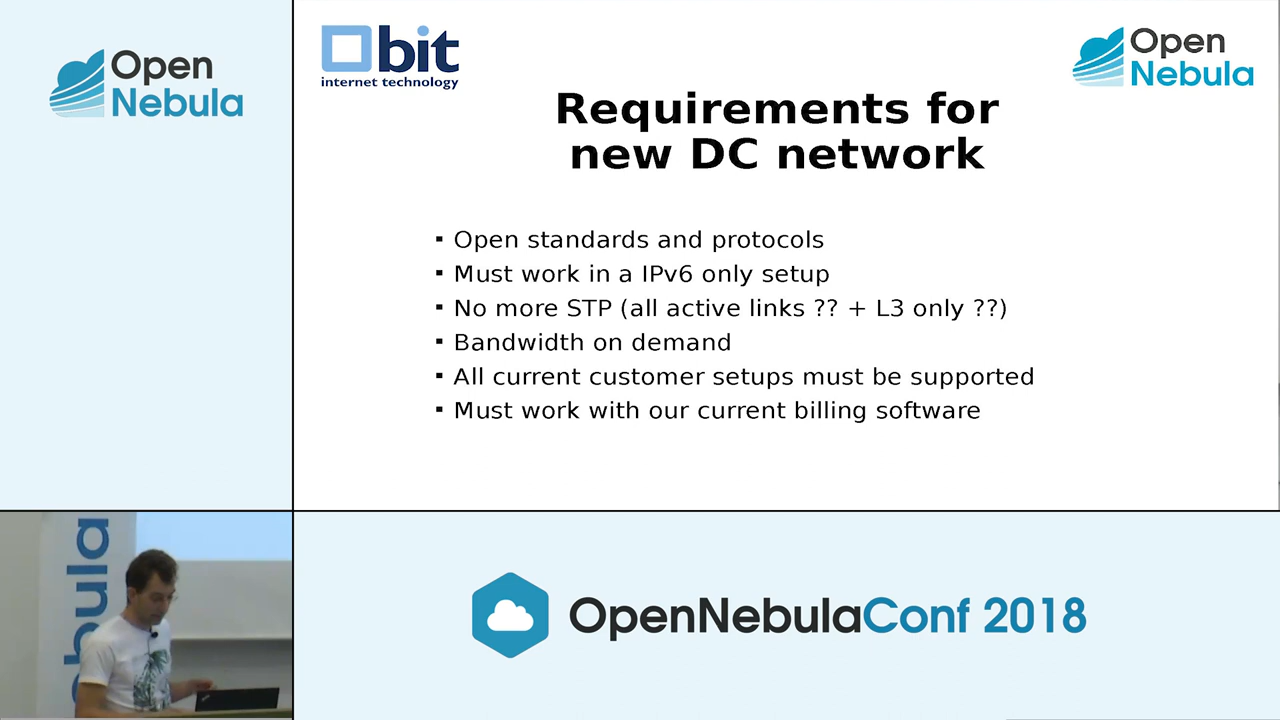 Open
Nebula
bit
internet technology
Open
Nebula
Requirements for
new DC network
▪ Open standards and protocols
▪ Must work in a IPv6 only setup
▪ No more STP (all active links ?? + L3 only ??)
▪ Bandwidth on demand
▪ All current customer setups must be supported
▪ Must work with our current billing software
bula
OpenNebulaConf 2018